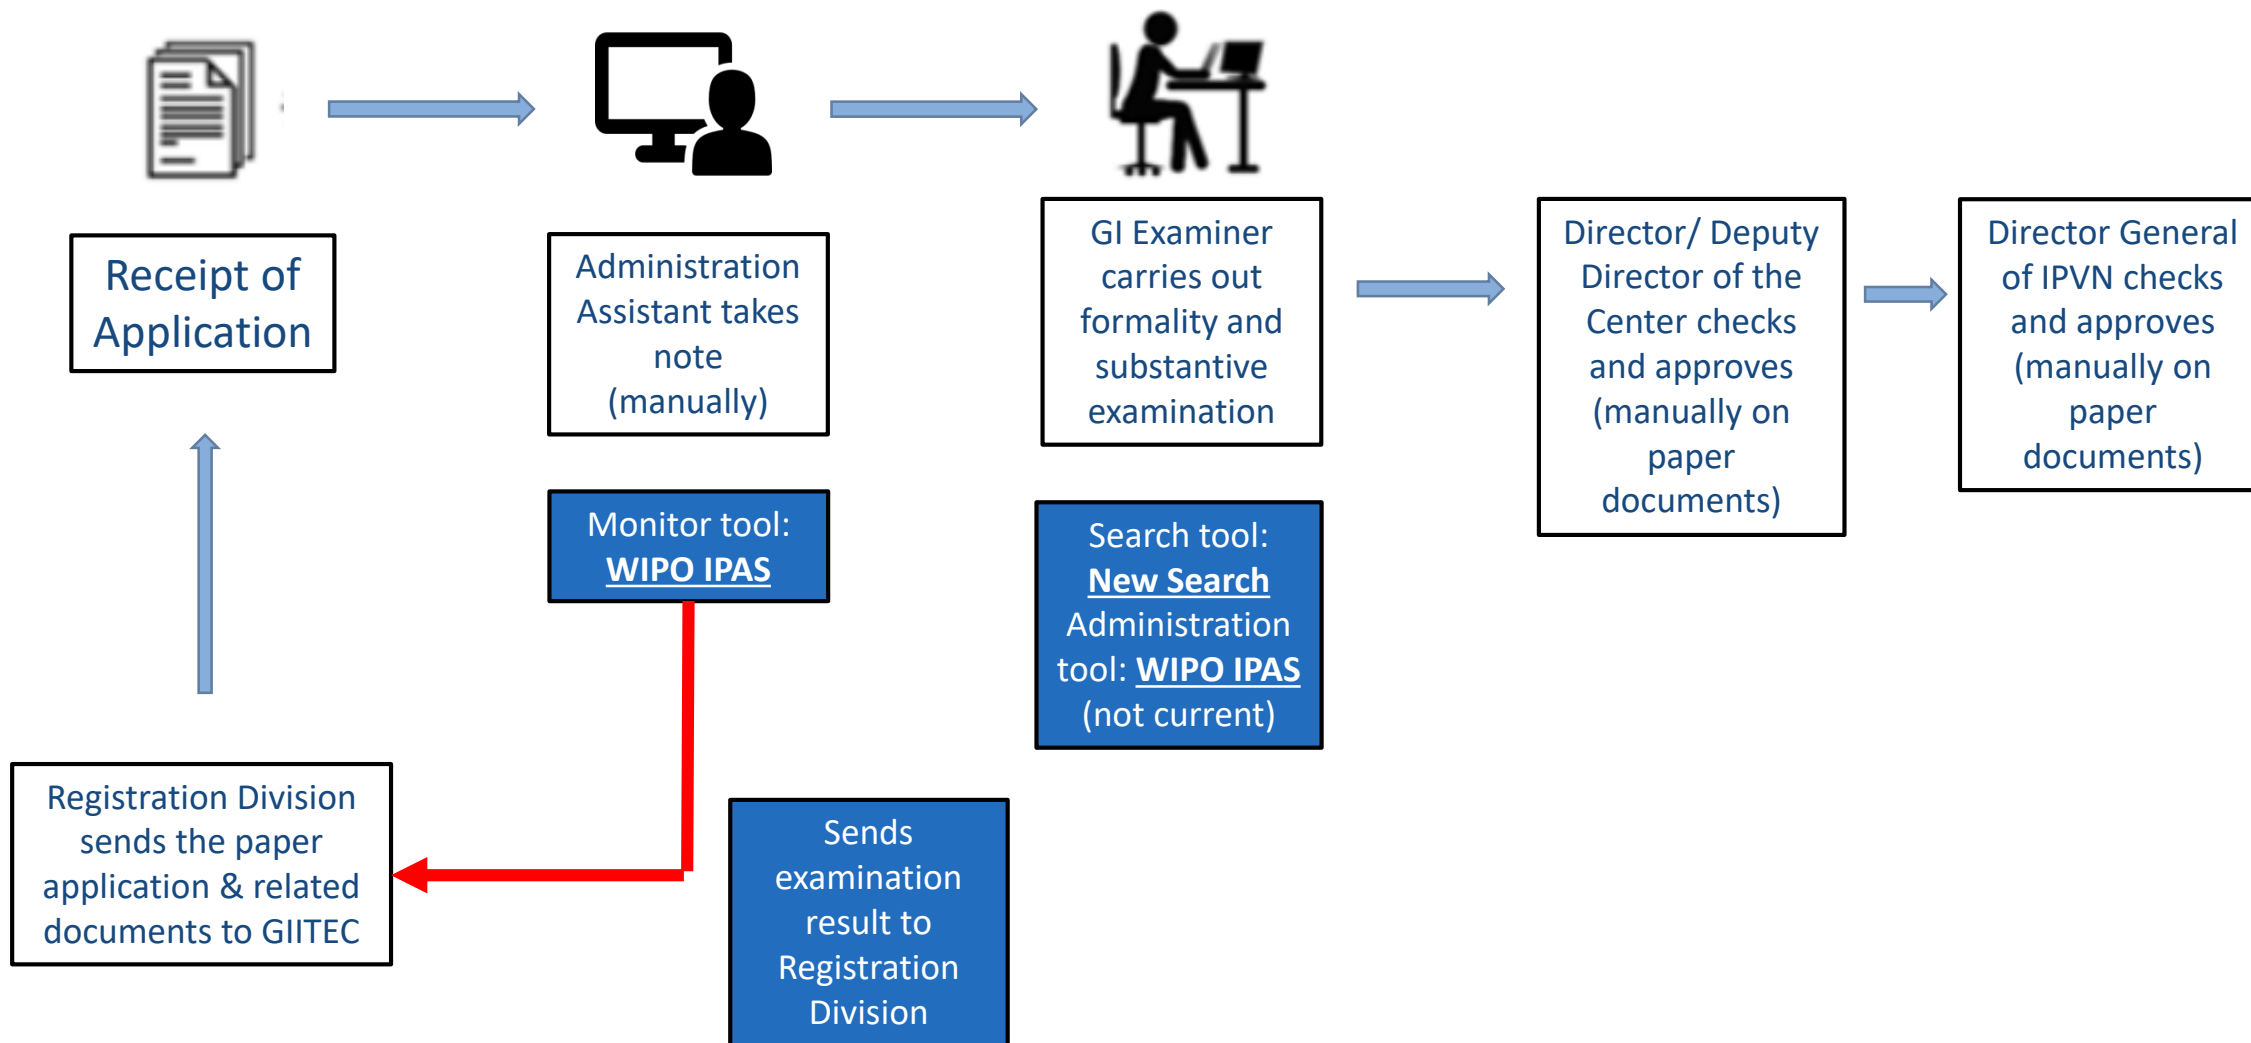 Receipt of
Application
Administration
Assistant takes
note
(manually)
GI Examiner
carries out
formality and
substantive
examination
Director/ Deputy
Director of the
Center checks
and approves
(manually on
paper
documents)
Director General
of IPVN checks
and approves
(manually on
paper
documents)
Monitor tool:
WIPO IPAS
Search tool:
New Search
Administration
tool: WIPO IPAS
(not current)
Registration Division
sends the paper
application & related
documents to GIITEC
Sends
examination
result to
Registration
Division